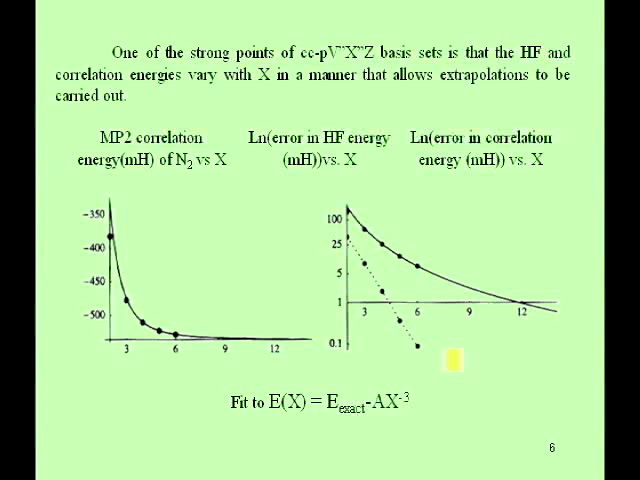 One of the strong points of cc-pV”X”Z basis sets is that the HF and
correlation energies vary with X in a manner that allows extrapolations to be
carried out.
MP2 correlation
energy(mH) of N2 vs X
Ln(error in HF energy
(mH))vs. X
Ln(error in correlation
energy (mH)) vs. X
−350
−400
−450
−500
3 6 9 12
100
25
5
1
0.1
3 6 9 12
Fit to E(X) = Eexact-AX-3
6